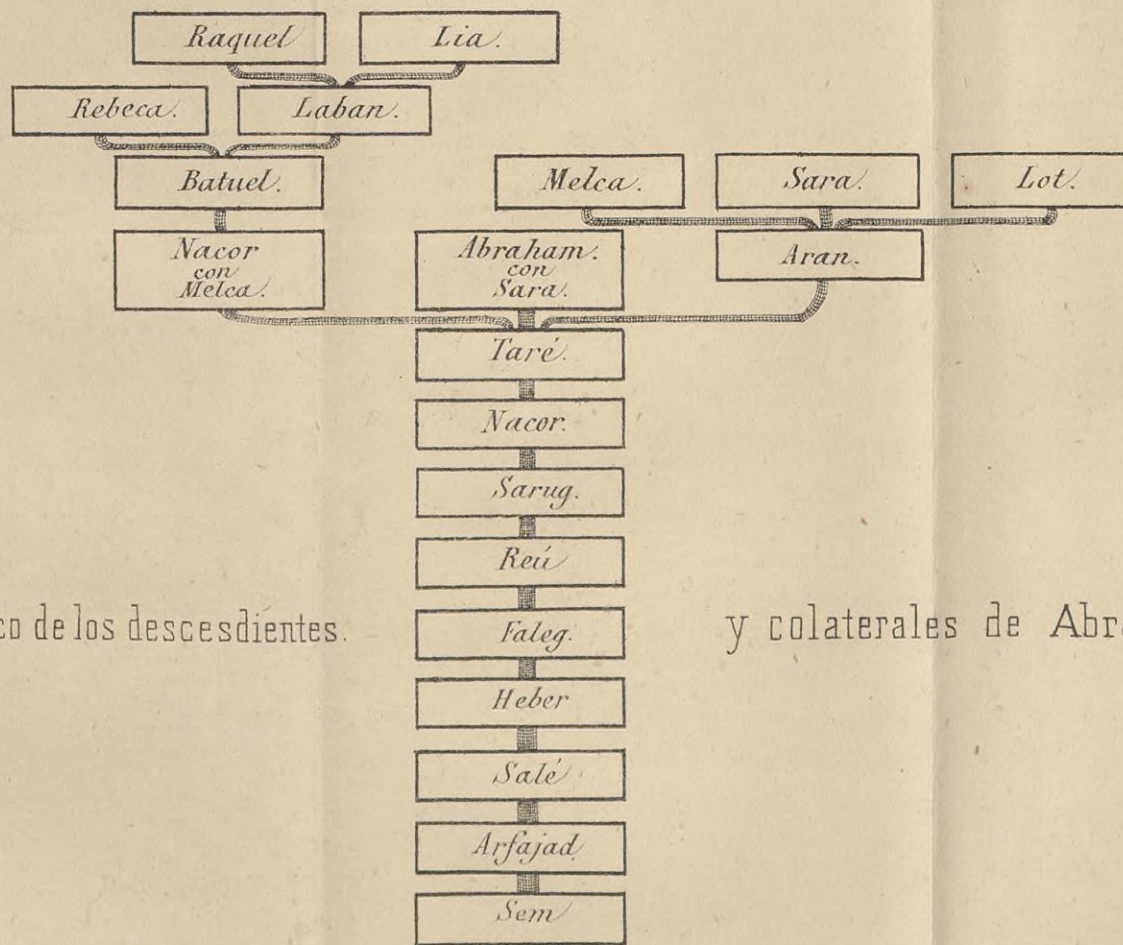 Raquel
Lia.
Rebeca.
Laban.
Batuel.
Melca.
Sara.
Lot.
Nacor
con
Melca.
Abraham.
con
Sara.
Aran.
Taré.
Nacor.
Sarug.
Reú
Faleg.
co de los descesdientes.
y colaterales de Abra
Heber
Salé
Arfajad.
Sem